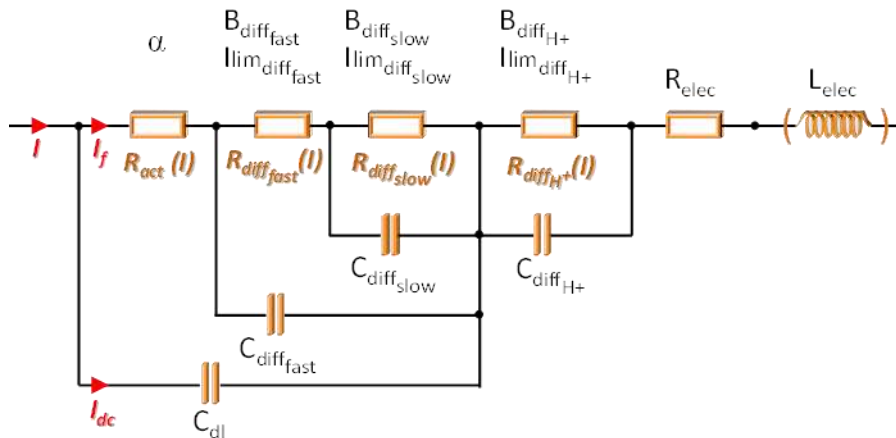 α
B_diff_fast
Ilim_diff_fast
B_diff_slow
Ilim_diff_slow
B_diff_H+
Ilim_diff_H+
R_elec
L_elec
I
I_f
R_act (I)
R_diff_fast(I)
R_diff_slow(I)
R_diff_H+(I)
C_diff_slow
C_diff_H+
C_diff_fast
I_dc
C_dl